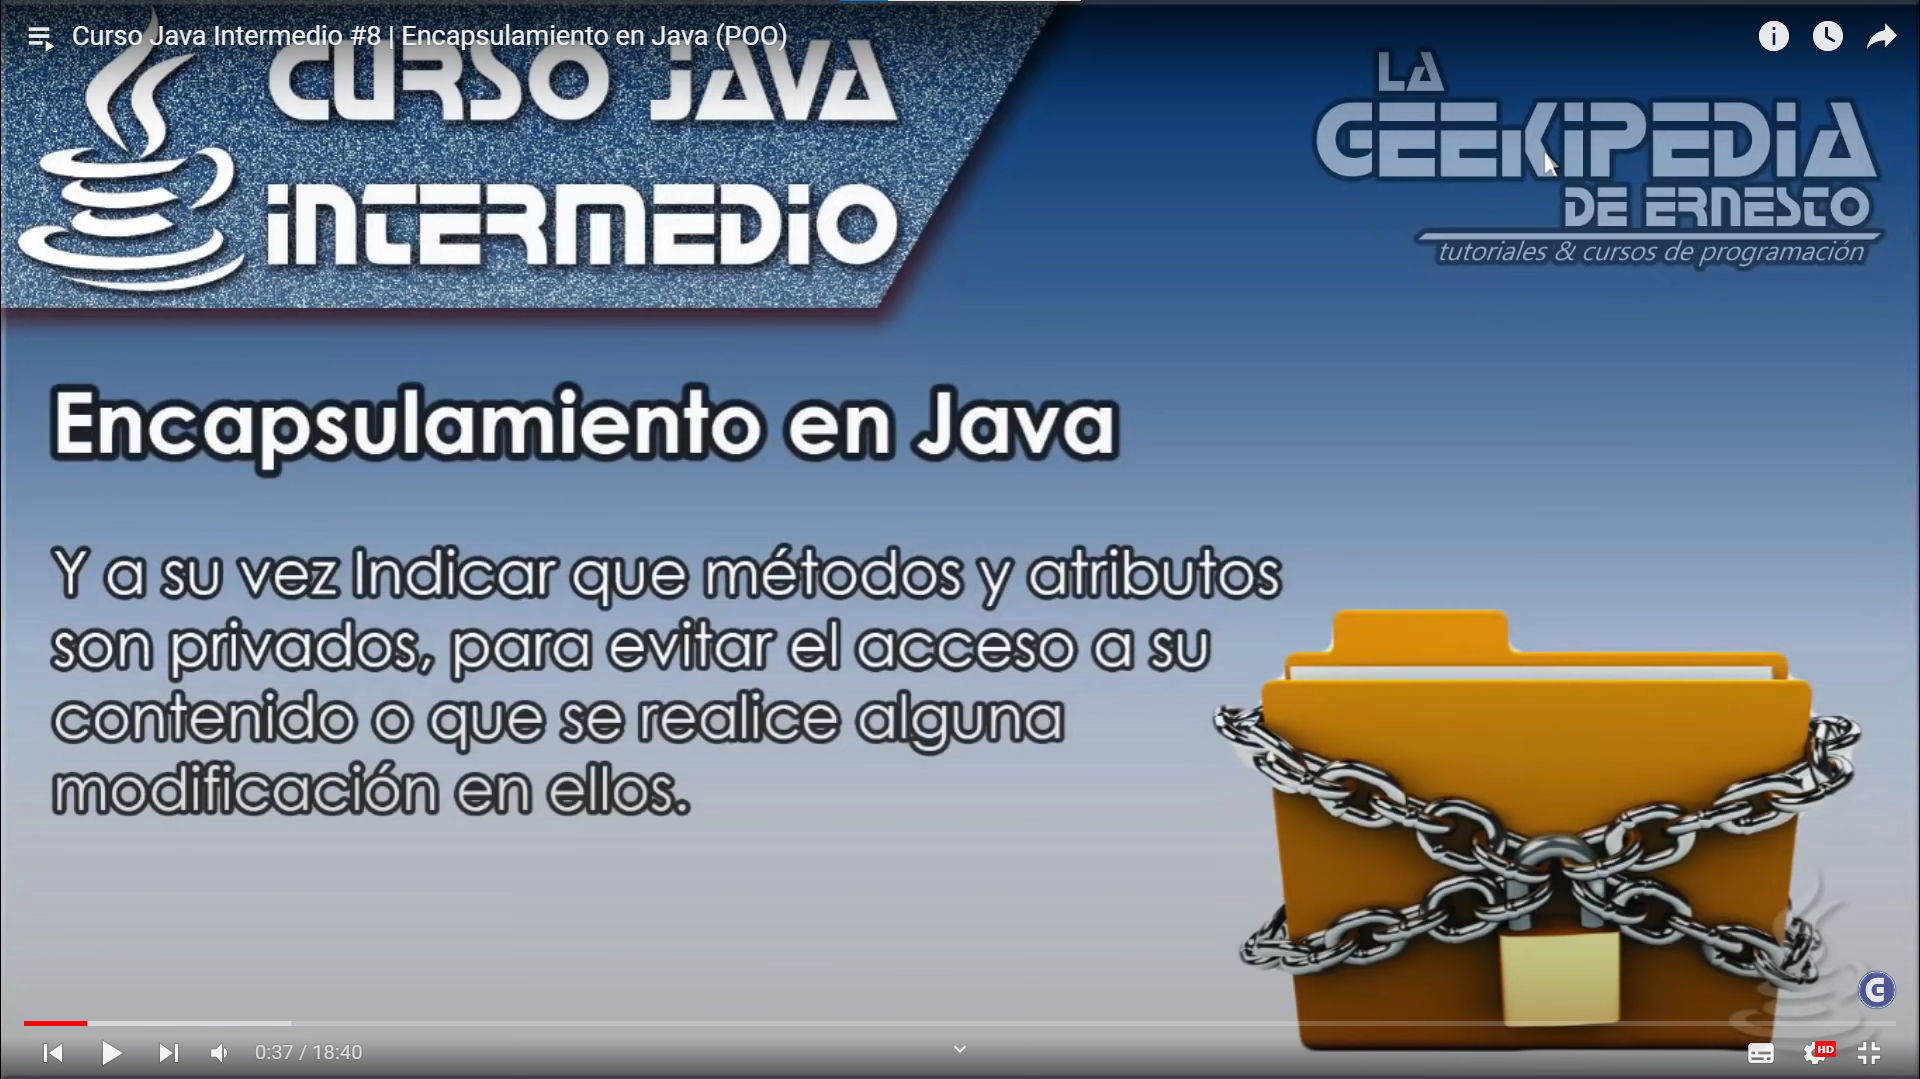 Curso Java Intermedio #8 | Encapsulamiento en Java (POO)
CURSO JAVA
INTERMEDIO
LA
GEEKIPEDIA
DE ERNESTO
tutoriales & cursos de programación
Encapsulamiento en Java
Y a su vez Indicar que métodos y atributos
son privados, para evitar el acceso a su
contenido o que se realice alguna
modificación en ellos.
G
0:37 / 18:40
HD